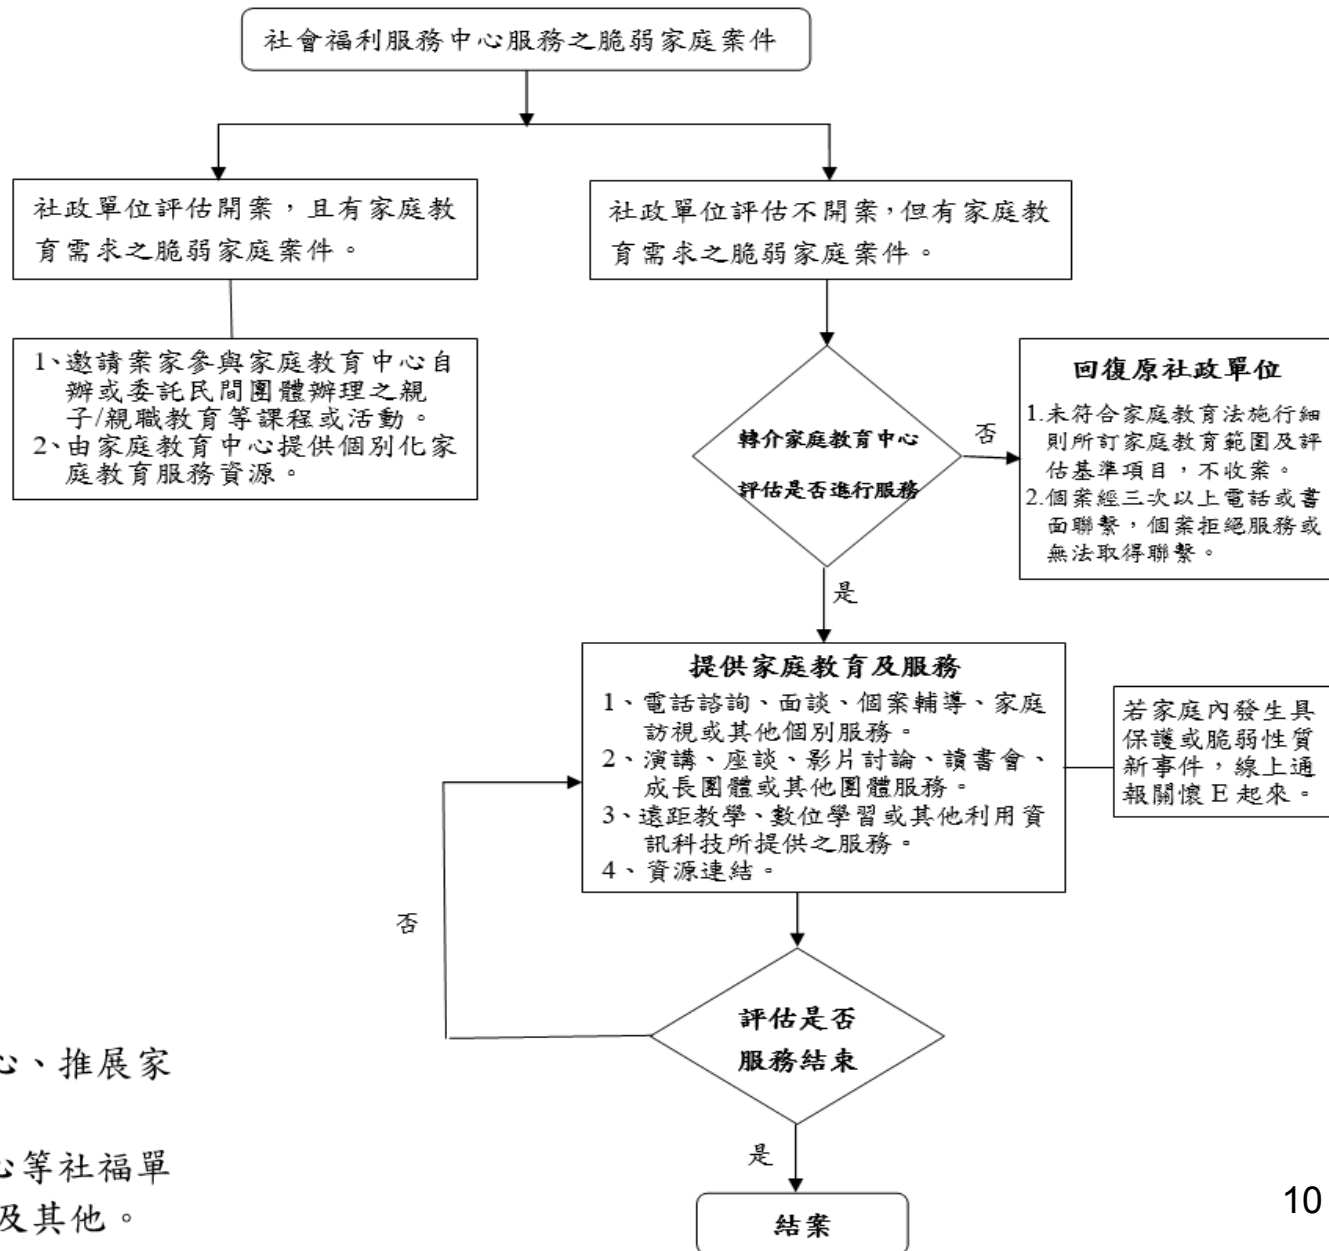 社會福利服務中心服務之脆弱家庭案件
社政單位評估開案，且有家庭教
育需求之脆弱家庭案件。
社政單位評估不開案，但有家庭教
育需求之脆弱家庭案件。
1、邀請案家參與家庭教育中心自
辦或委託民間團體辦理之親
子/親職教育等課程或活動。
2、由家庭教育中心提供個別化家
庭教育服務資源。
轉介家庭教育中心
評估是否進行服務
否
回復原社政單位
1.未符合家庭教育法施行細
則所訂家庭教育範圍及評
估基準項目，不收案。
2.個案經三次以上電話或書
面聯繫，個案拒絕服務或
無法取得聯繫。
是
提供家庭教育及服務
1、電話諮詢、面談、個案輔導、家庭
訪視或其他個別服務。
2、演講、座談、影片討論、讀書會、
成長團體或其他團體服務。
3、遠距教學、數位學習或其他利用資
訊科技所提供之服務。
4、資源連結。
若家庭內發生具
保護或脆弱性質
新事件，線上通
報關懷 E 起來。
否
評估是否
服務結束
是
結案
心、推展家
心等社福單
及其他。
10